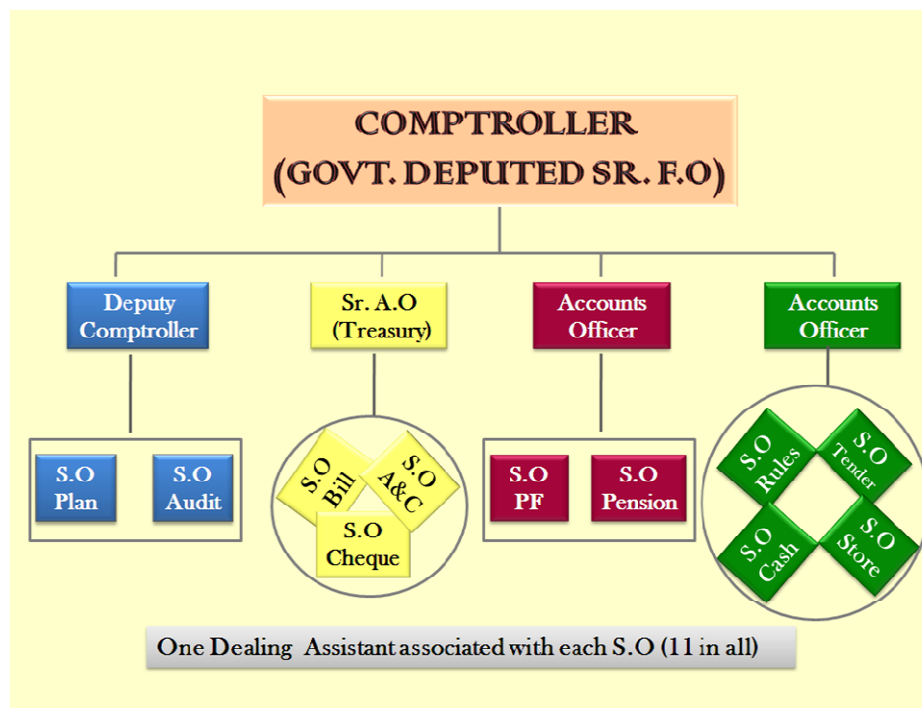 COMPTROLLER
(GOVT. DEPUTED SR. F.O)
Deputy
Comptroller
Sr. A.O
(Treasury)
Accounts
Officer
Accounts
Officer
S.O
Plan
S.O
Audit
S.O
Bill
S.O
A&C
S.O
Cheque
S.O
PF
S.O
Pension
S.O
Rules
S.O
Tender
S.O
Cash
S.O
Store
One Dealing Assistant associated with each S.O (11 in all)